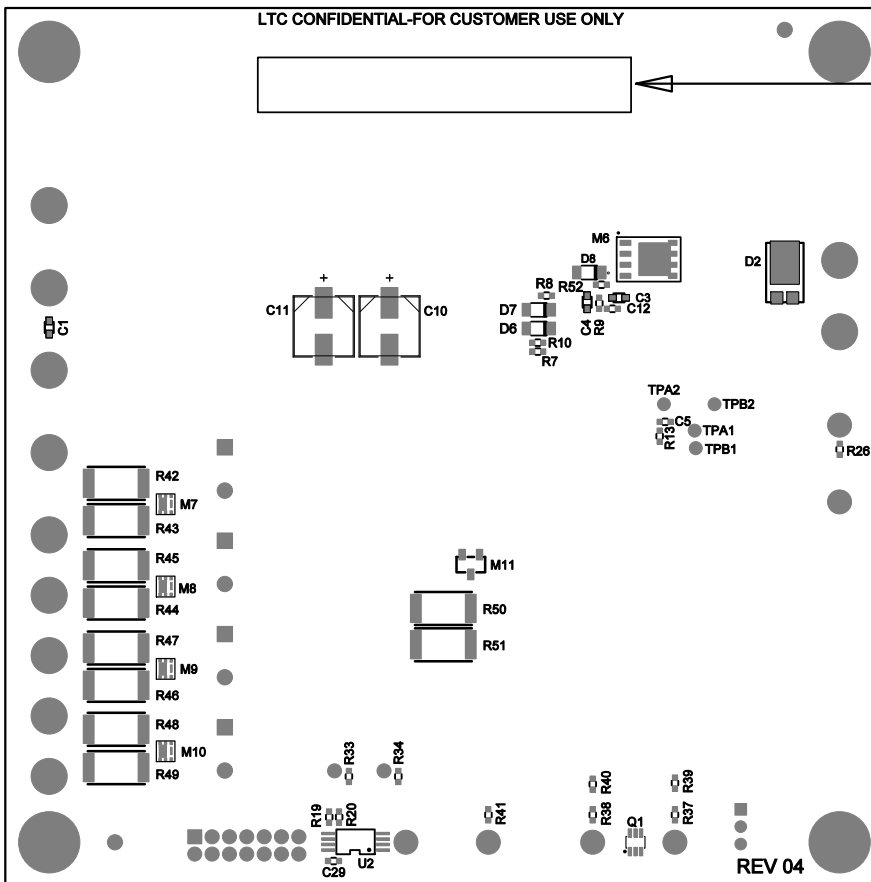 LTC CONFIDENTIAL-FOR CUSTOMER USE ONLY
M6
D8
D2
R8
R52
C3
C11
+
+
C10
D7
C12
C4
R9
C1
D6
R10
R7
TPA2
TPB2
C5
TPA1
R13
TPB1
R26
R42
M7
R43
R45
M11
M8
R44
R50
R47
R51
M9
R46
R48
M10
R49
R33
R34
R40
R39
R19
R20
R41
R38
Q1
R37
U2
C29
REV 04